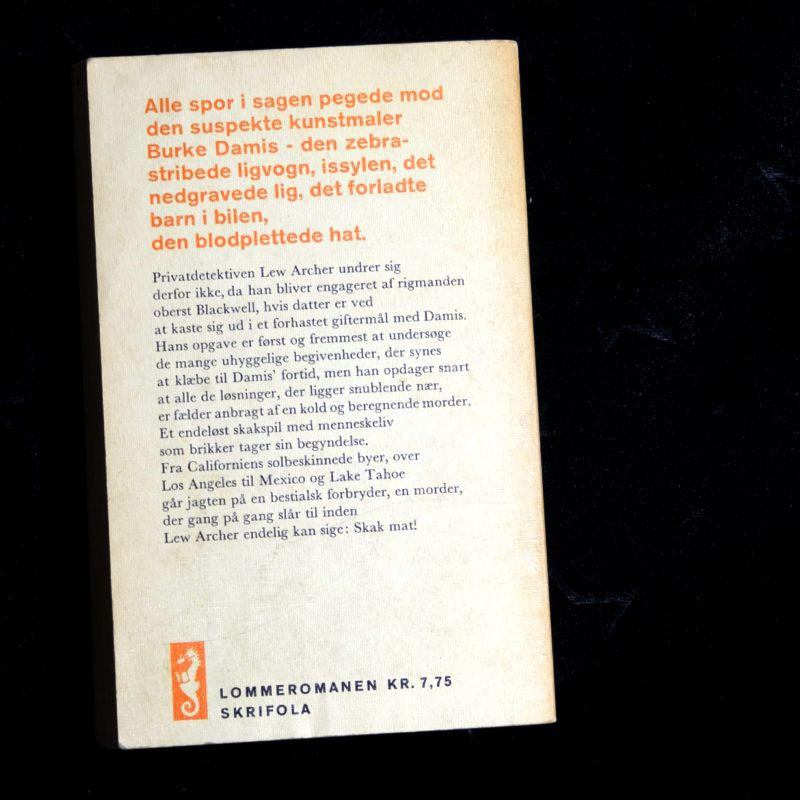 Alle spor i sagen pegede mod
den suspekte kunstmaler
Burke Damis - den zebra-
stribede ligvogn, issylen, det
nedgravede lig, det forladte
barn i bilen,
den blodplettede hat.
Privatdetektiven Lew Archer undrer sig
derfor ikke, da han bliver engageret af rigmanden
oberst Blackwell, hvis datter er ved
at kaste sig ud i et forhastet giftermål med Damis.
Hans opgave er først og fremmest at undersøge
de mange uhyggelige begivenheder, der synes
at klæbe til Damis' fortid, men han opdager snart
at alle de løsninger, der ligger snublende nær,
er fælder anbragt af en kold og beregnende morder.
Et endeløst skakspil med menneskeliv
som brikker tager sin begyndelse.
Fra Californiens solbeskinnede byer, over
Los Angeles til Mexico og Lake Tahoe
går jagten på en bestialsk forbryder, en morder,
der gang på gang slår til inden
Lew Archer endelig kan sige: Skak mat!
LOMMEROMANEN KR. 7,75
SKRIFOLA